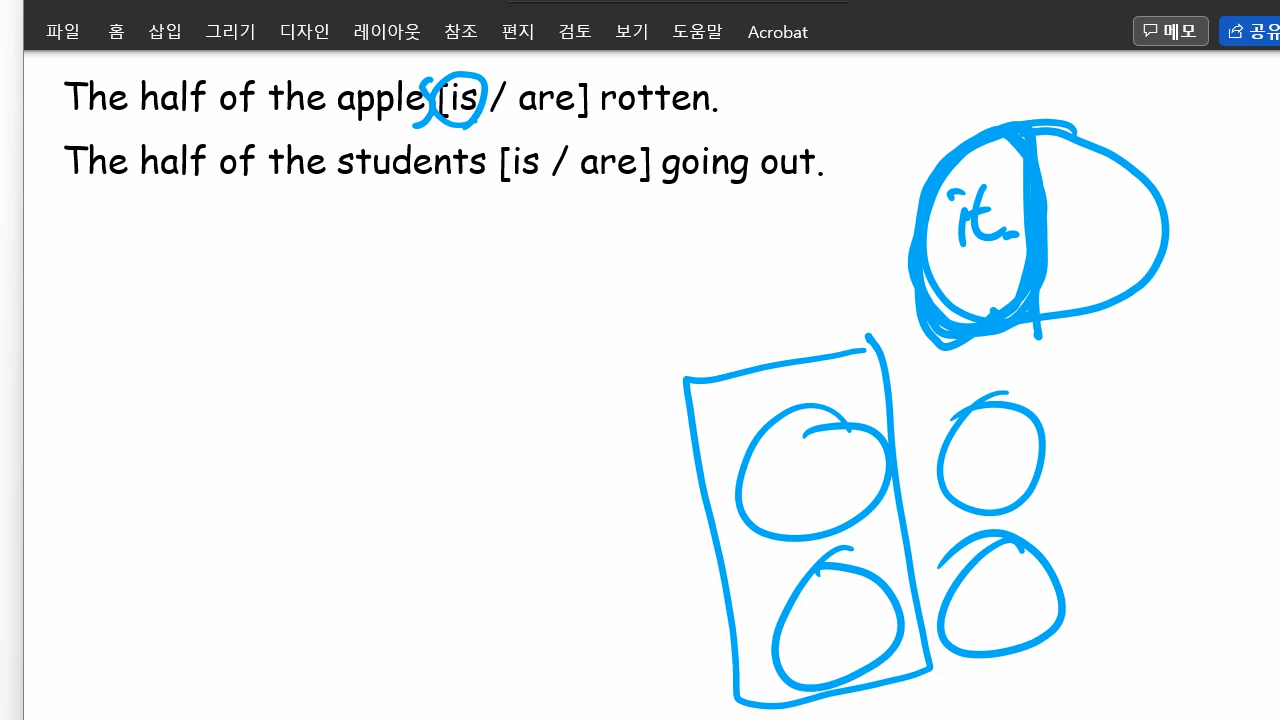 파일 홈 삽입 그리기 디자인 레이아웃 참조 편지 검토 보기 도움말 Acrobat 메모 공유
The half of the apple s [is / are] rotten.
The half of the students [is / are] going out.
it.